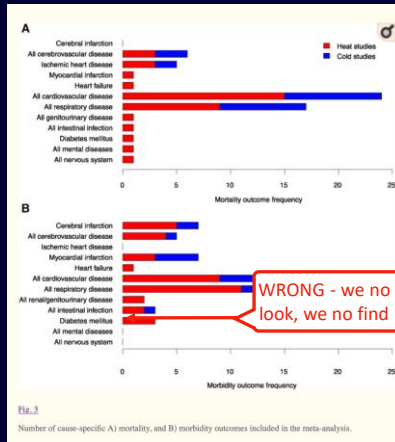 A
Cerebral infarction
All cerebrovascular disease
Ischemic heart disease
Myocardial infarction
Heart failure
All cardiovascular disease
All respiratory disease
All genitourinary disease
All intestinal infection
Diabetes mellitus
All mental diseases
All nervous system
Heat studies
Cold studies
0 5 10 15 20 25
Mortality outcome frequency
B
Cerebral infarction
All cerebrovascular disease
Ischemic heart disease
Myocardial infarction
Heart failure
All cardiovascular disease
All respiratory disease
All renal/genitourinary disease
All intestinal infection
Diabetes mellitus
All mental diseases
All nervous system
WRONG - we no
look, we no find
0 5 10 15 20 25
Morbidity outcome frequency
Fig. 3
Number of cause-specific A) mortality, and B) morbidity outcomes included in the meta-analysis.